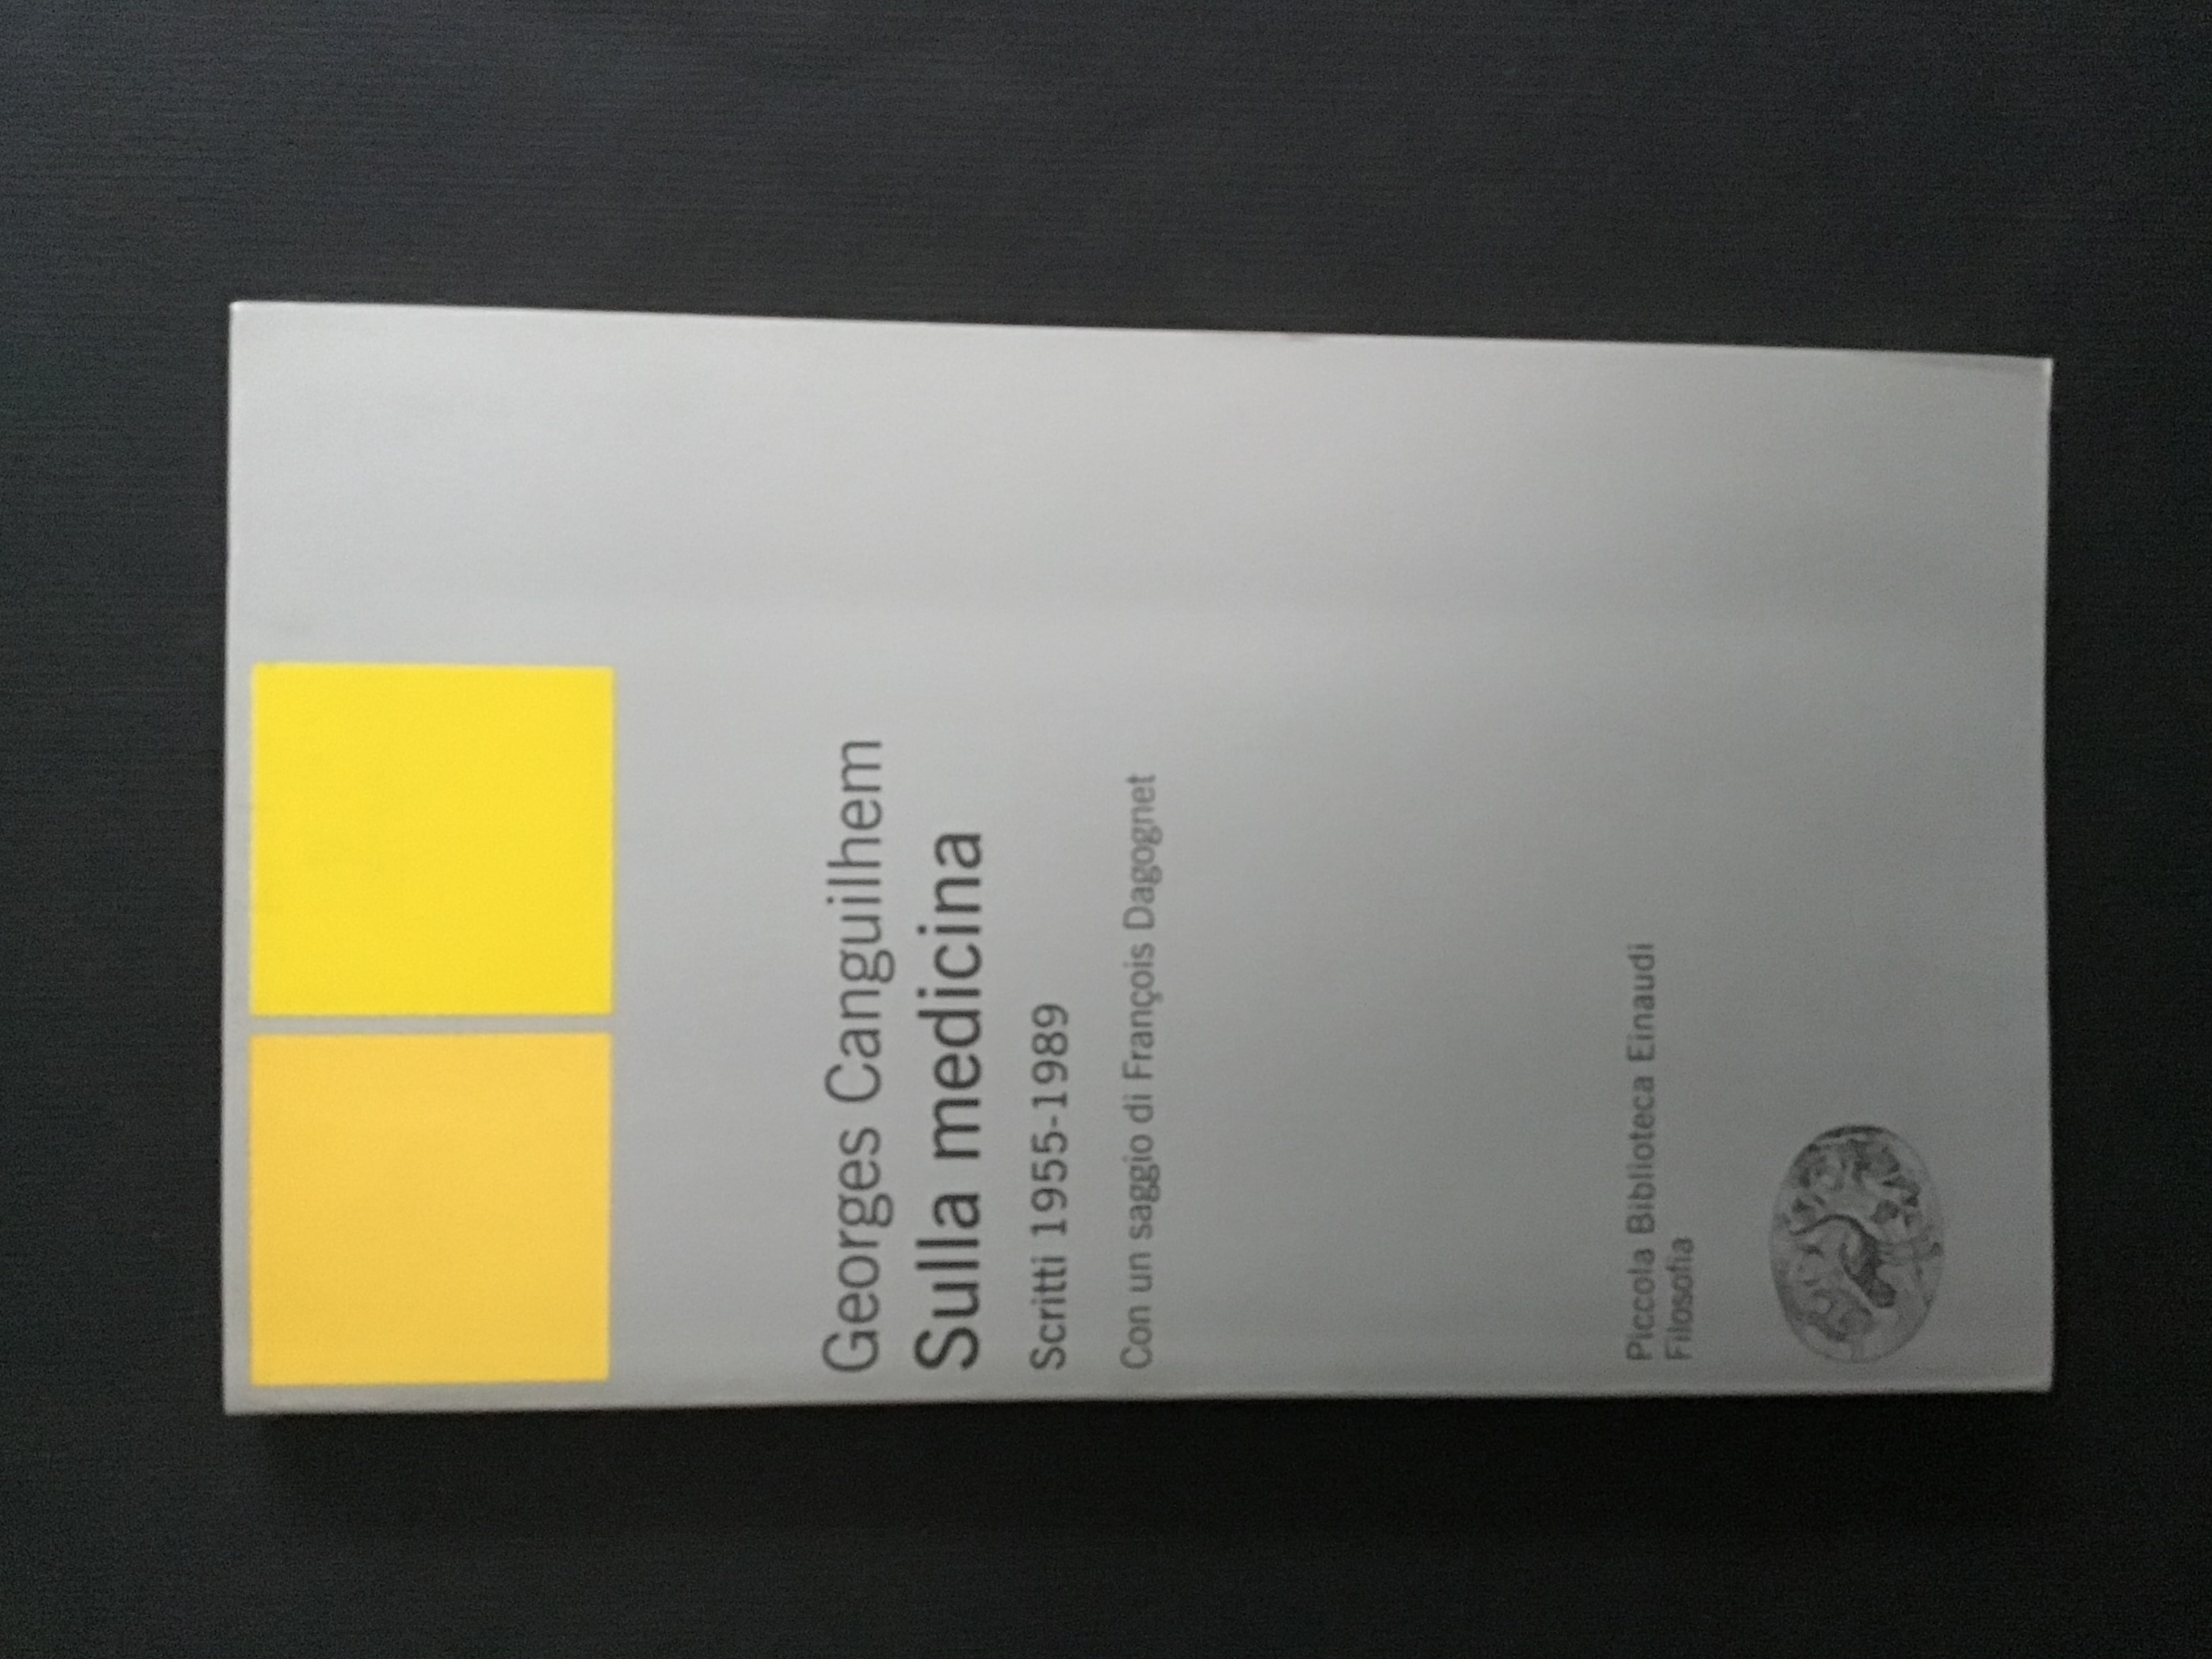 Georges Canguilhem
Sulla medicina
Scritti 1955-1989
Con un saggio di François Dagognet
Piccola Biblioteca Einaudi
Filosofia